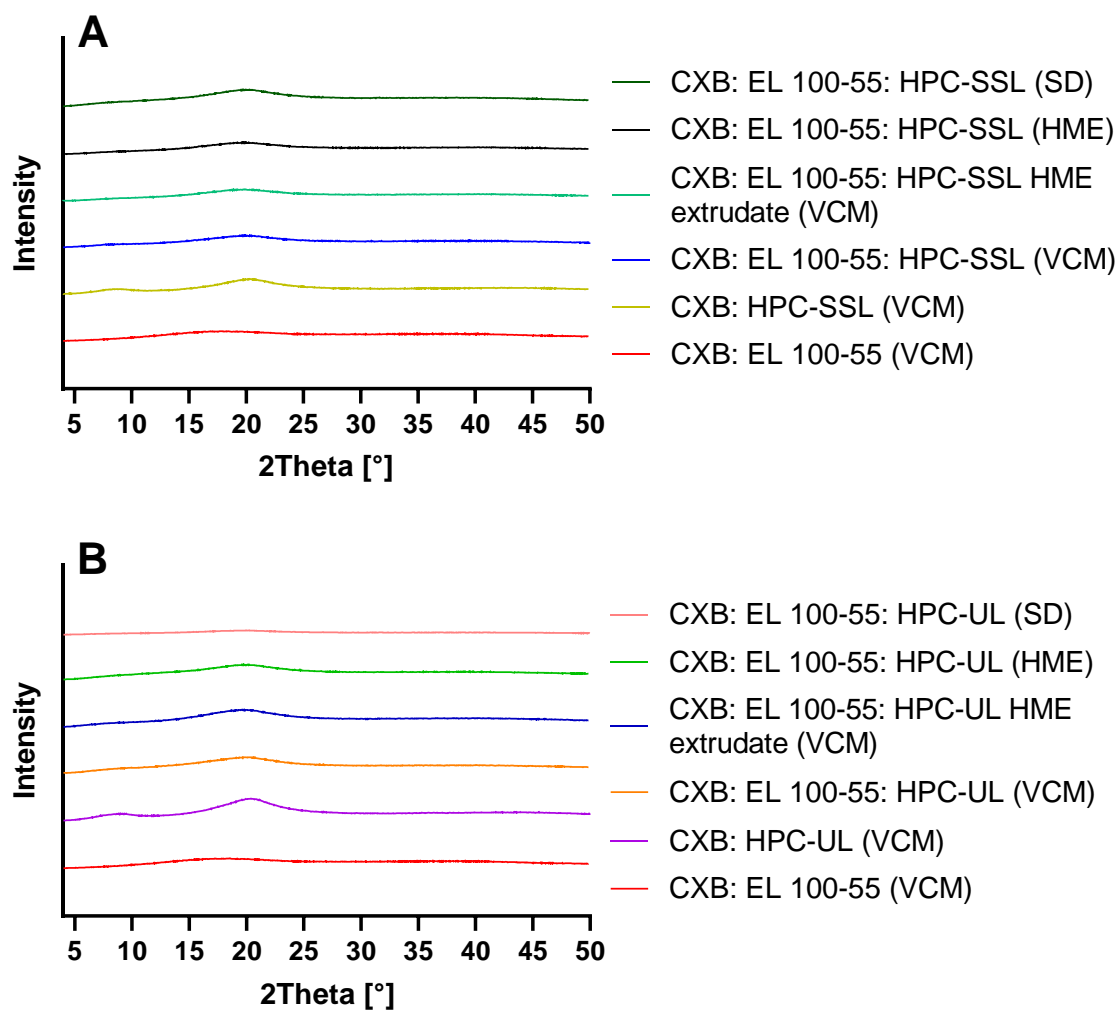 A
Intensity
5 10 15 20 25 30 35 40 45 50
2Theta [°]
CXB: EL 100-55: HPC-SSL (SD)
CXB: EL 100-55: HPC-SSL (HME)
CXB: EL 100-55: HPC-SSL HME
extrudate (VCM)
CXB: EL 100-55: HPC-SSL (VCM)
CXB: HPC-SSL (VCM)
CXB: EL 100-55 (VCM)
B
Intensity
5 10 15 20 25 30 35 40 45 50
2Theta [°]
CXB: EL 100-55: HPC-UL (SD)
CXB: EL 100-55: HPC-UL (HME)
CXB: EL 100-55: HPC-UL HME
extrudate (VCM)
CXB: EL 100-55: HPC-UL (VCM)
CXB: HPC-UL (VCM)
CXB: EL 100-55 (VCM)